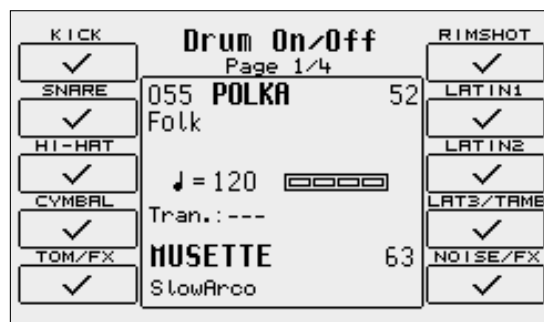 KICK
Drum On/Off
RIMSHOT
Page 1/4
SNARE
055 POLKA 52
LATIN1
Folk
HI-HAT
LATIN2
♩ = 120
CYMBAL
LAT3/TAMB
Tran.:---
TOM/FX
MUSETTE 63
NOISE/FX
SlowArco